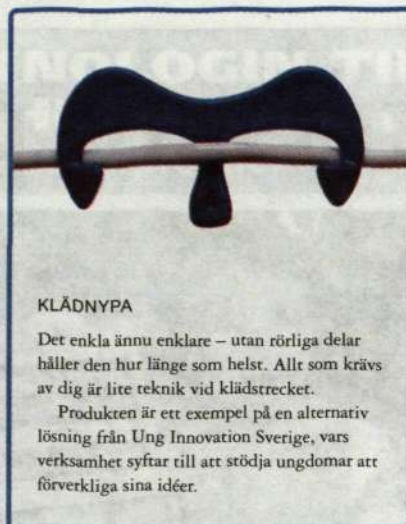 KLÄDNYPA
Det enkla ännu enklare – utan rörliga delar
håller den hur länge som helst. Allt som krävs
av dig är lite teknik vid klädstrecket.
Produkten är ett exempel på en alternativ
lösning från Ung Innovation Sverige, vars
verksamhet syftar till att stödja ungdomar att
förverkliga sina idéer.